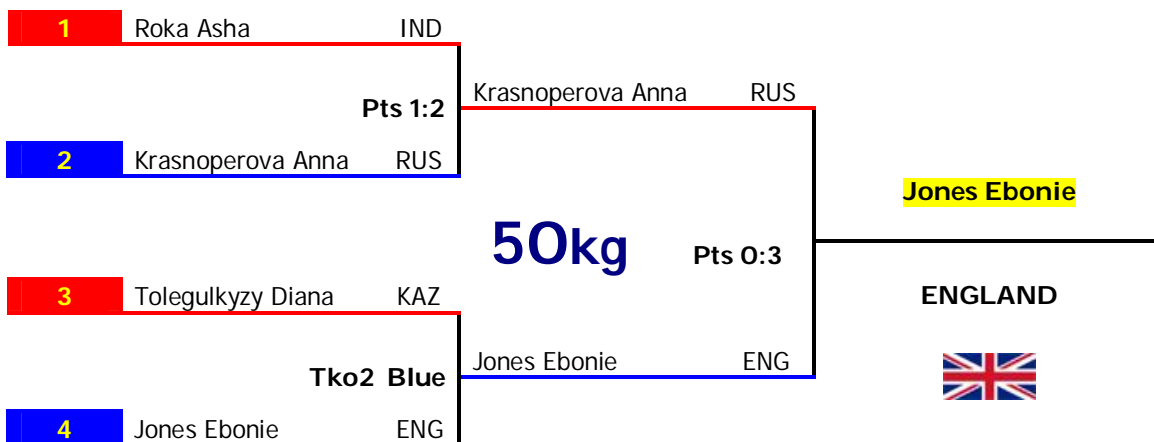 1 Roka Asha IND
Krasnoperova Anna RUS
Pts 1:2
2 Krasnoperova Anna RUS
Jones Ebonie
50kg Pts 0:3
3 Tolegulkyzy Diana KAZ
ENGLAND
Jones Ebonie ENG
Tko2 Blue
4 Jones Ebonie ENG